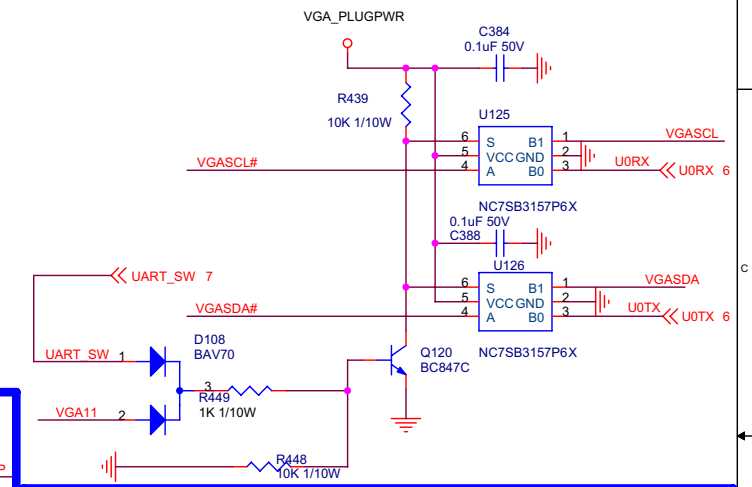 VGA_PLUGPWR
C384
0.1uF 50V
R439
10K 1/10W
U125
6 S B1 1 VGASCL
5 VCC GND 2
VGASCL# 4 A B0 3 U0RX U0RX 6
NC7SB3157P6X
0.1uF 50V
C388
C
U126
UART_SW 7
6 S B1 1 VGASDA
5 VCC GND 2
VGASDA# 4 A B0 3 U0TX U0TX 6
D108
BAV70
Q120
BC847C
NC7SB3157P6X
UART_SW 1
3
R449
1K 1/10W
VGA11 2
R448
10K 1/10W